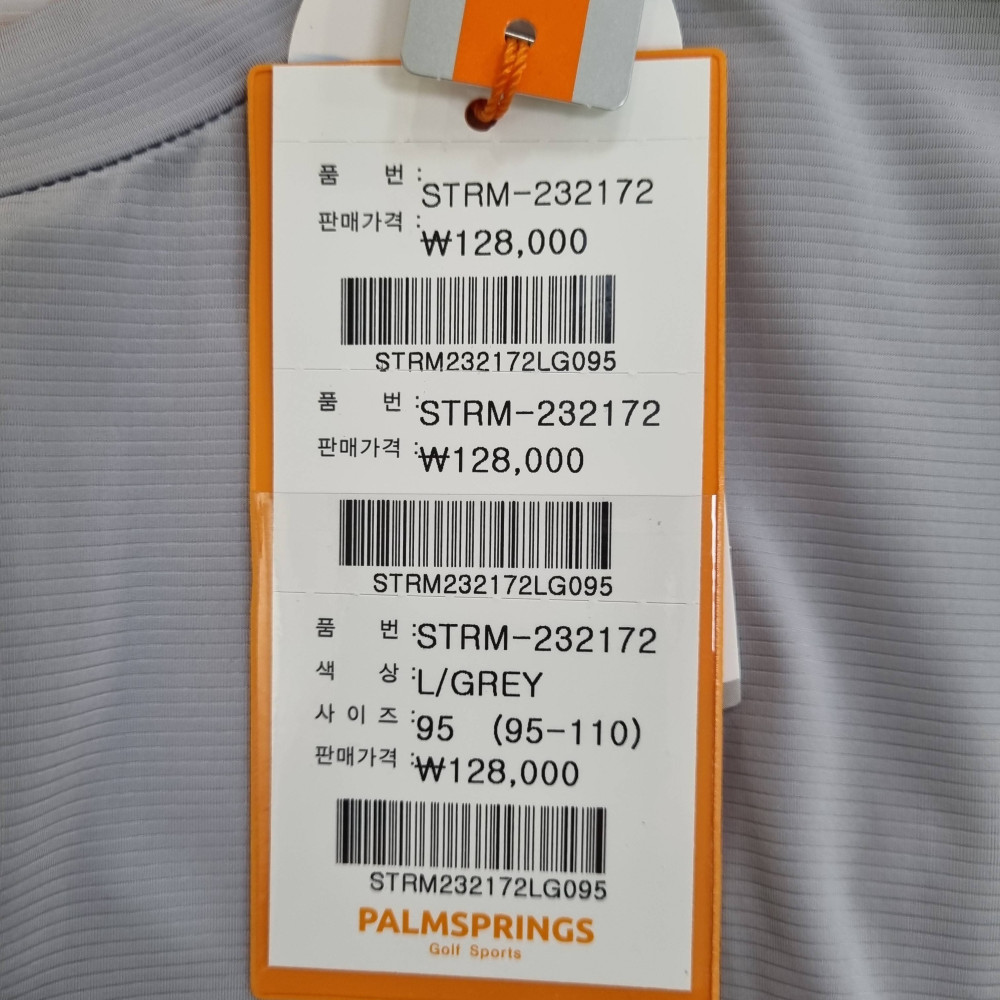 품 번 : STRM-232172
판매가격 : ₩128,000
STRM232172LG095
품 번 : STRM-232172
판매가격 : ₩128,000
STRM232172LG095
품 번 : STRM-232172
색 상 : L/GREY
사 이 즈 : 95 (95-110)
판매가격 : ₩128,000
STRM232172LG095
PALMSPRINGS
Golf Sports